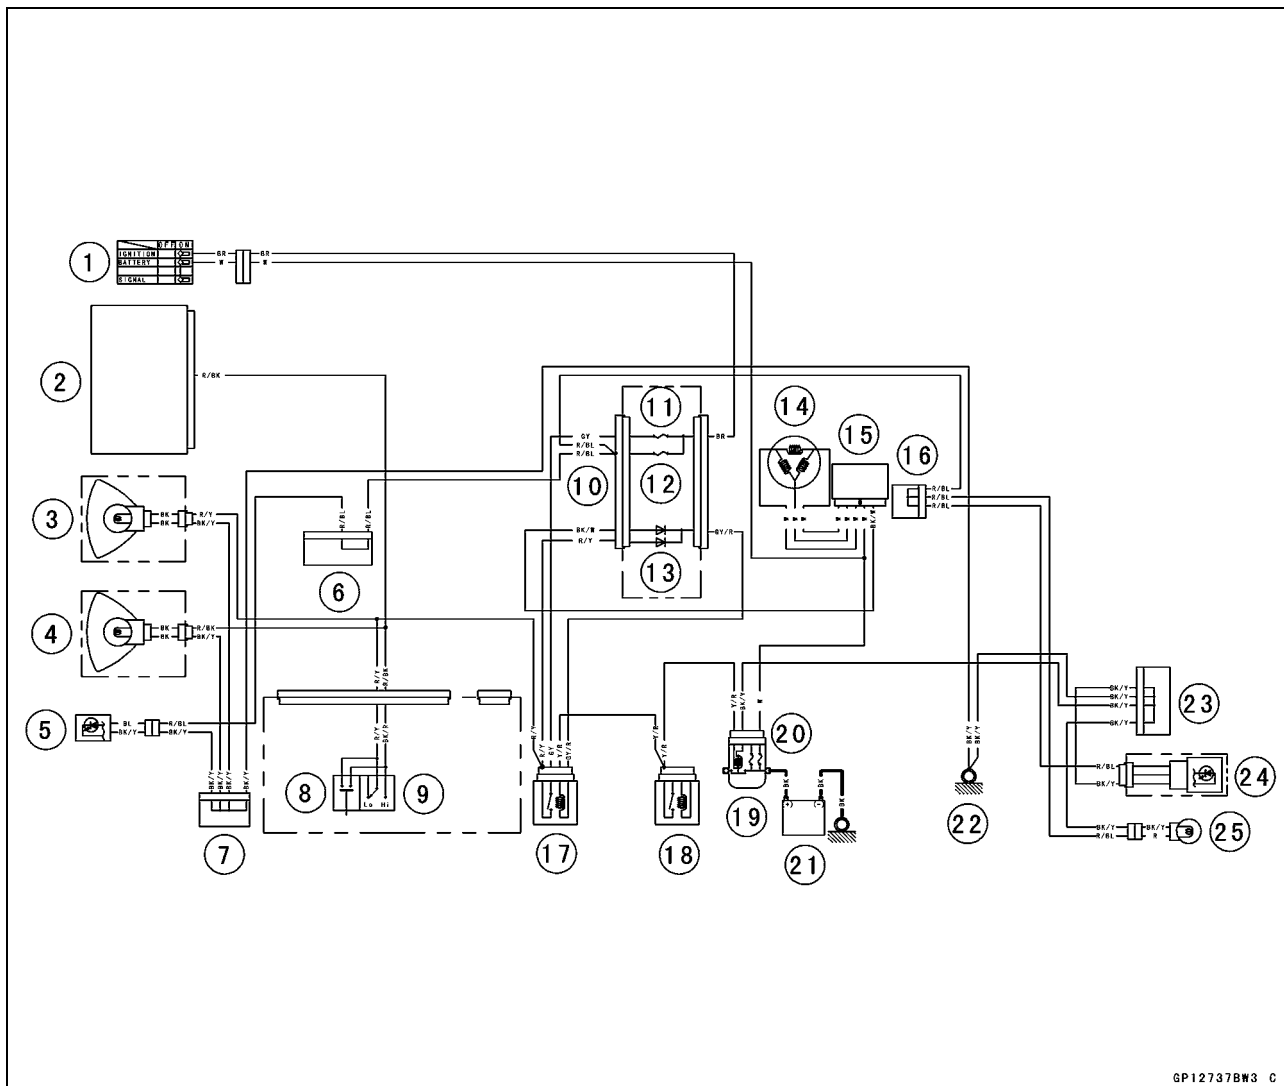 OFF ON
IGNITION
BATTERY
SIGNAL
BR
BR
W
W
1
2
R/BK
3
BK
BK
R/Y
BK/Y
4
BK
BK
R/BK
BK/Y
5
BL
BK/Y
R/BL
BK/Y
R/BL
R/BL
6
BK/Y
BK/Y
BK/Y
BK/Y
7
R/Y
R/BK
R/Y
BK/R
8
Lo Hi
9
GY
R/BL
R/BL
10
11
12
BR
BK/W
R/Y
GY/R
13
14
15
BK/W
16
R/BL
R/BL
R/BL
R/Y
R/Y
GY
Y/R
GY/R
17
Y/R
Y/R
18
Y/R
BK/Y
W
20
19
BK
(+) (-)
BK
BK
21
BK/Y
BK/Y
22
BK/Y
BK/Y
BK/Y
BK/Y
23
R/BL
BK/Y
24
BK/Y
R/BL
BK/Y
R
25
GP12737BW3 C